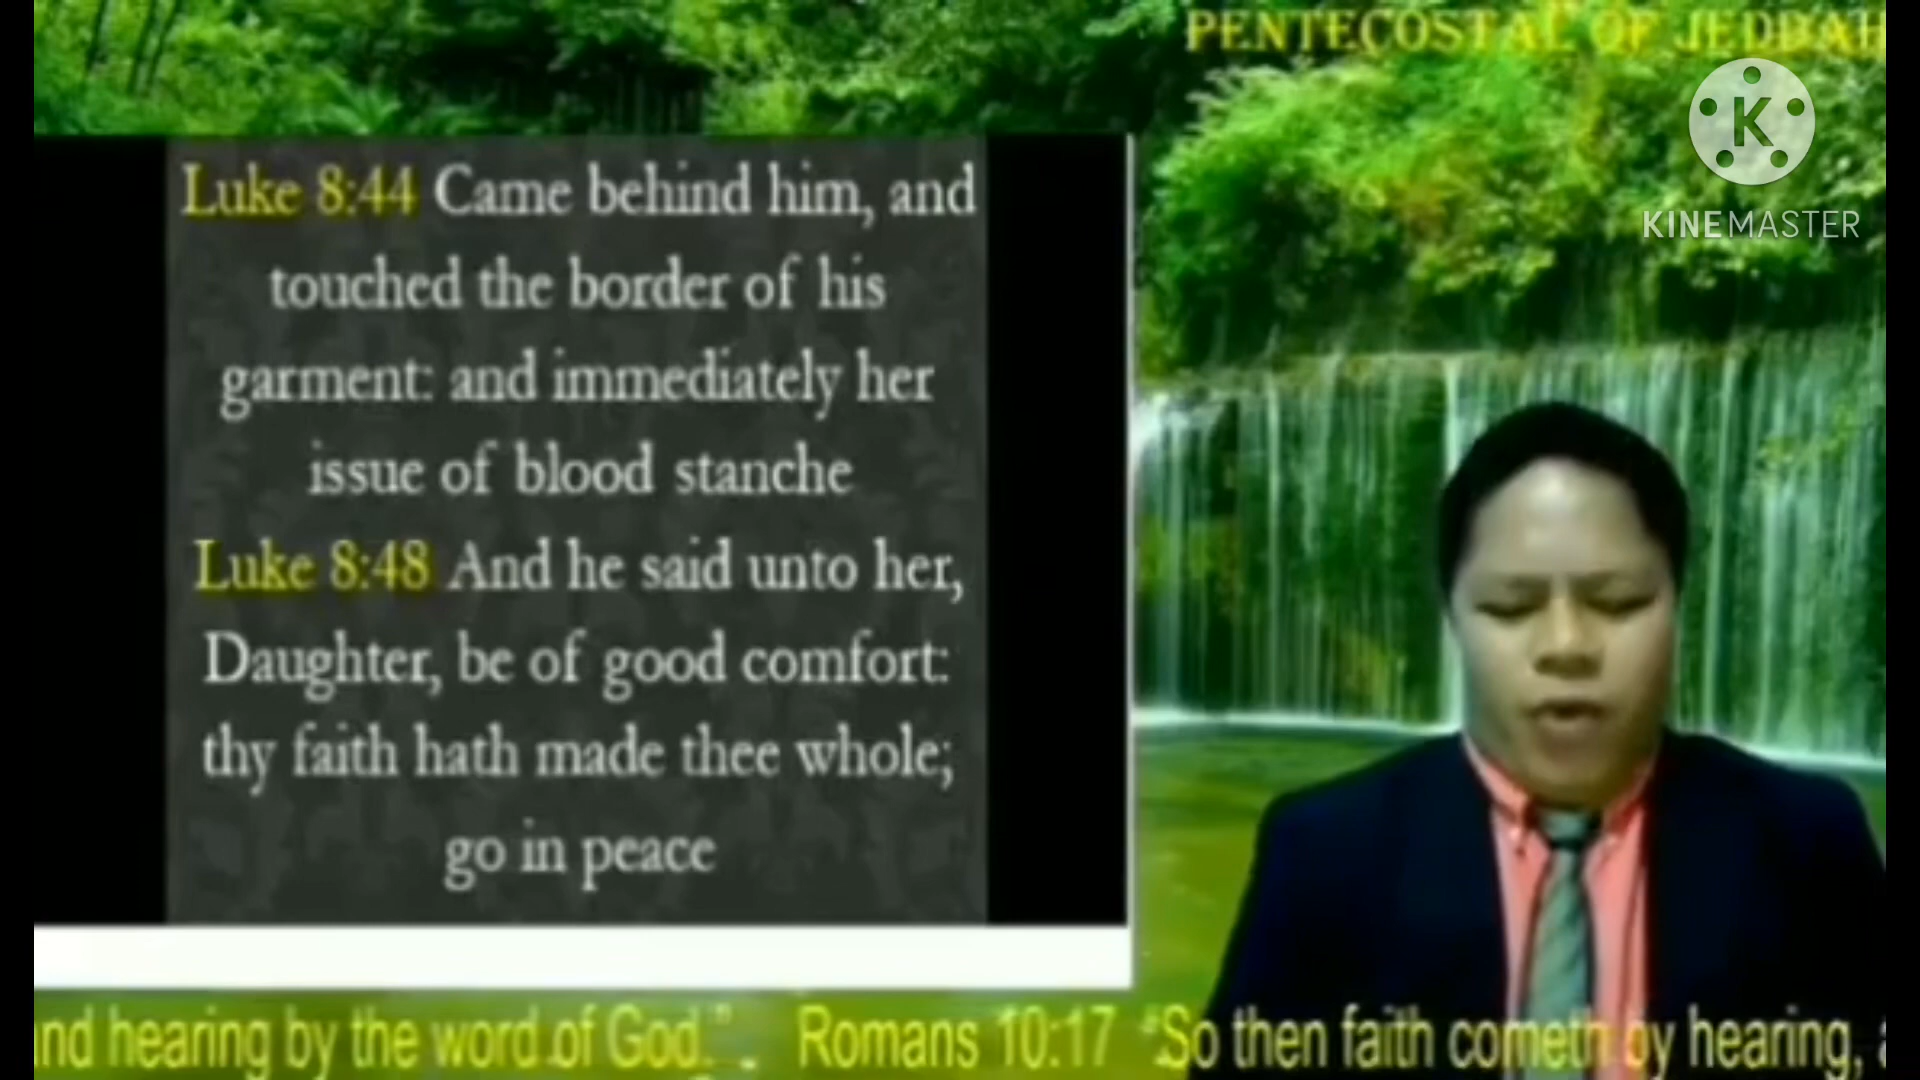 PENTECOSTAL OF JEDDAH
K
KINEMASTER
Luke 8:44 Came behind him, and
touched the border of his
garment: and immediately her
issue of blood stanche
Luke 8:48 And he said unto her,
Daughter, be of good comfort:
thy faith hath made thee whole;
go in peace
nd hearing by the word of God." . Romans 10:17 "So then faith cometh by hearing, a